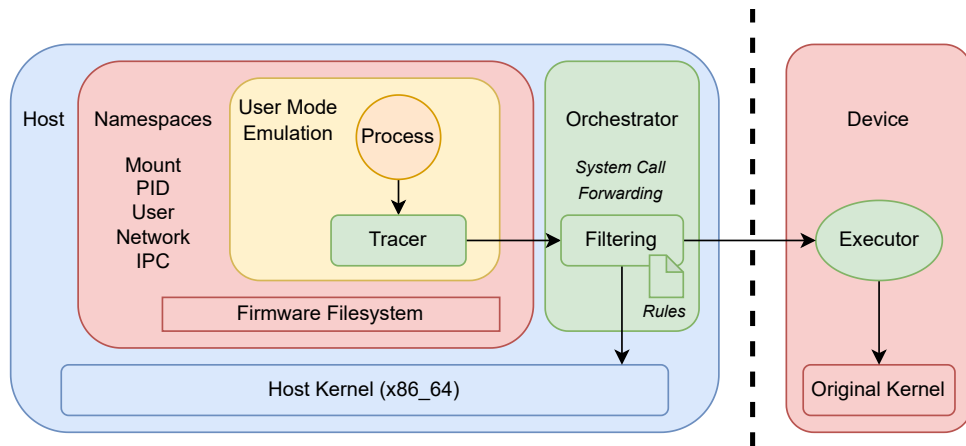 Host
Namespaces
Mount
PID
User
Network
IPC
User Mode
Emulation
Process
Tracer
Firmware Filesystem
Orchestrator
System Call
Forwarding
Filtering
Rules
Host Kernel (x86_64)
Device
Executor
Original Kernel